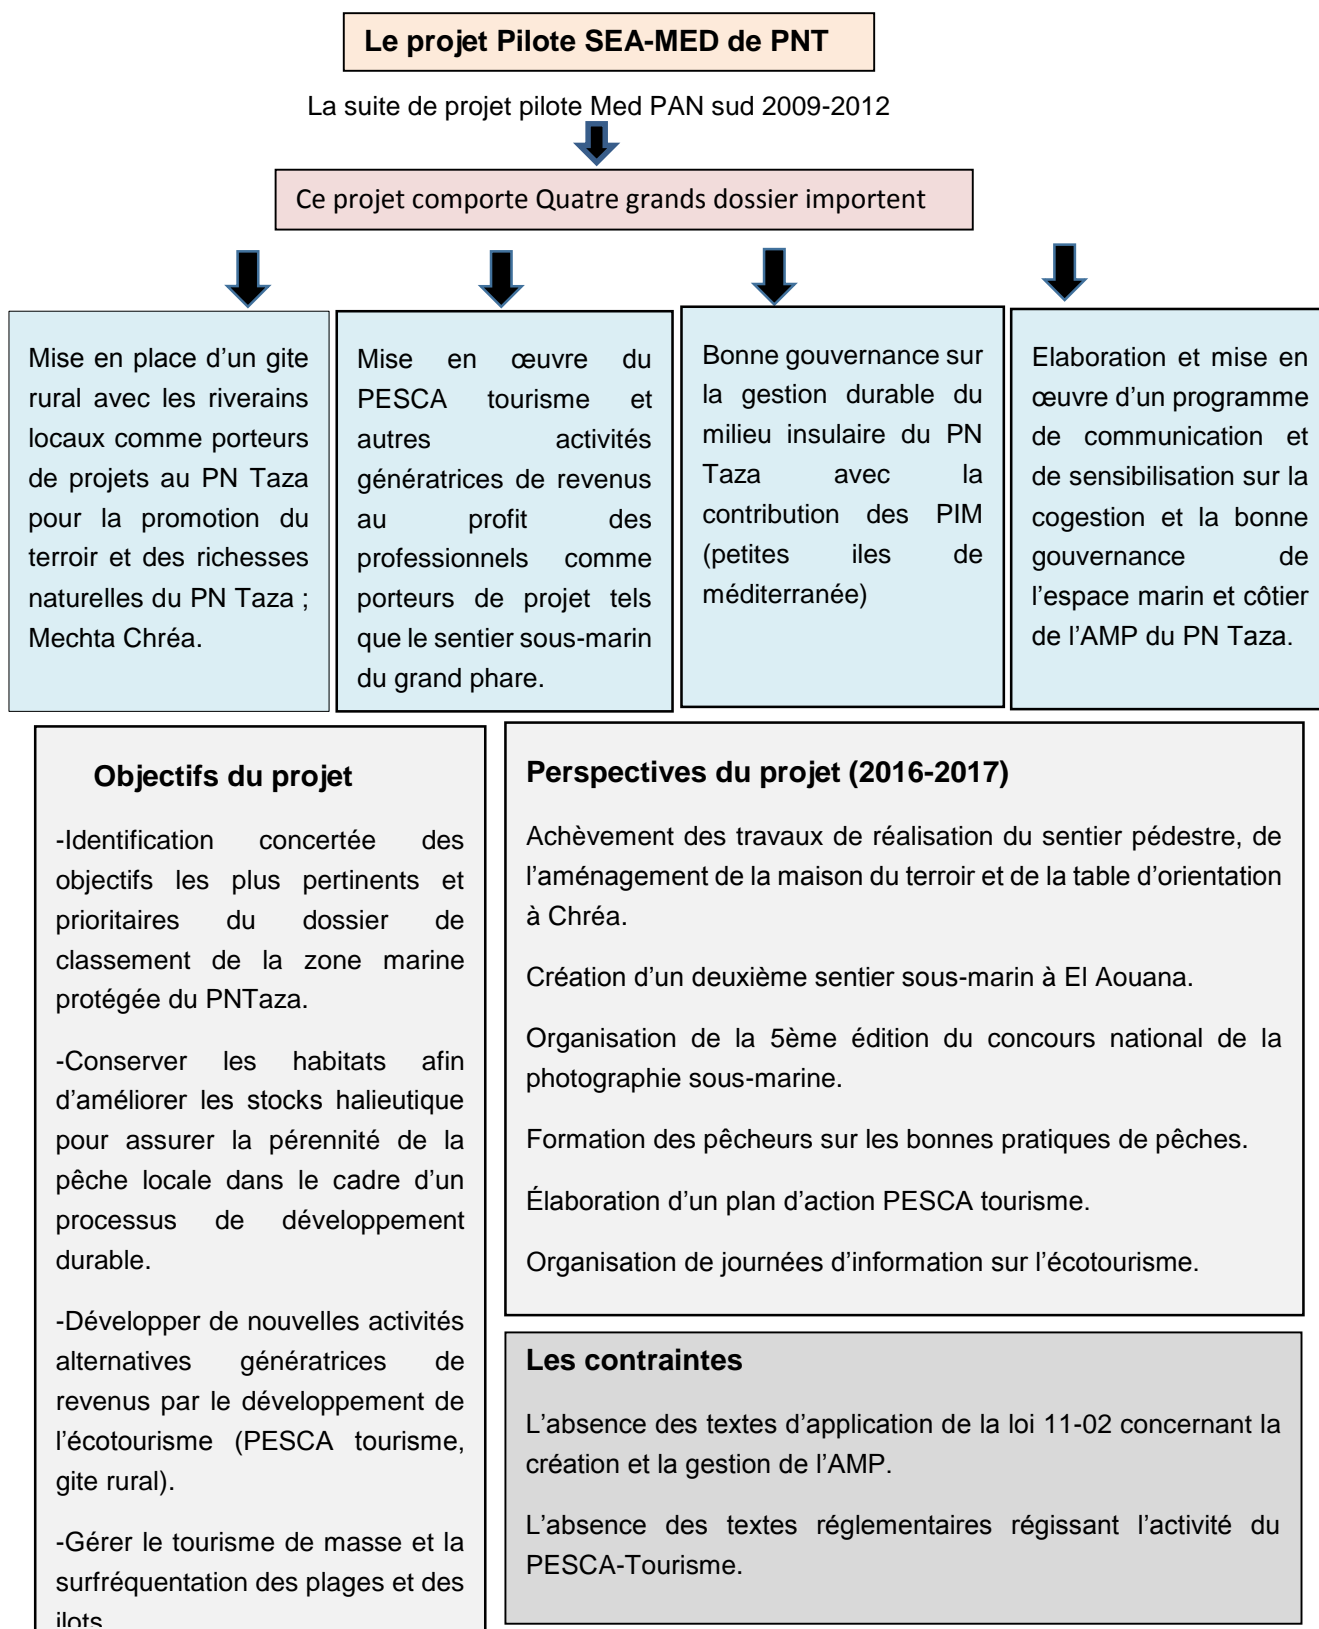 Le projet Pilote SEA-MED de PNT
La suite de projet pilote Med PAN sud 2009-2012
Ce projet comporte Quatre grands dossier importent
Mise en place d’un gite
rural avec les riverains
locaux comme porteurs
de projets au PN Taza
pour la promotion du
terroir et des richesses
naturelles du PN Taza ;
Mechta Chréa.
Mise en œuvre du
PESCA tourisme et
autres activités
génératrices de revenus
au profit des
professionnels comme
porteurs de projet tels
que le sentier sous-marin
du grand phare.
Bonne gouvernance sur
la gestion durable du
milieu insulaire du PN
Taza avec la
contribution des PIM
(petites iles de
méditerranée)
Elaboration et mise en
œuvre d’un programme
de communication et
de sensibilisation sur la
cogestion et la bonne
gouvernance de
l’espace marin et côtier
de l’AMP du PN Taza.
Objectifs du projet
-Identification concertée des
objectifs les plus pertinents et
prioritaires du dossier de
classement de la zone marine
protégée du PNTaza.
-Conserver les habitats afin
d’améliorer les stocks halieutique
pour assurer la pérennité de la
pêche locale dans le cadre d’un
processus de développement
durable.
-Développer de nouvelles activités
alternatives génératrices de
revenus par le développement de
l’écotourisme (PESCA tourisme,
gite rural).
-Gérer le tourisme de masse et la
surfréquentation des plages et des
ilots
Perspectives du projet (2016-2017)
Achèvement des travaux de réalisation du sentier pédestre, de
l’aménagement de la maison du terroir et de la table d’orientation
à Chréa.
Création d’un deuxième sentier sous-marin à El Aouana.
Organisation de la 5ème édition du concours national de la
photographie sous-marine.
Formation des pêcheurs sur les bonnes pratiques de pêches.
Élaboration d’un plan d’action PESCA tourisme.
Organisation de journées d’information sur l’écotourisme.
Les contraintes
L’absence des textes d’application de la loi 11-02 concernant la
création et la gestion de l’AMP.
L’absence des textes réglementaires régissant l’activité du
PESCA-Tourisme.